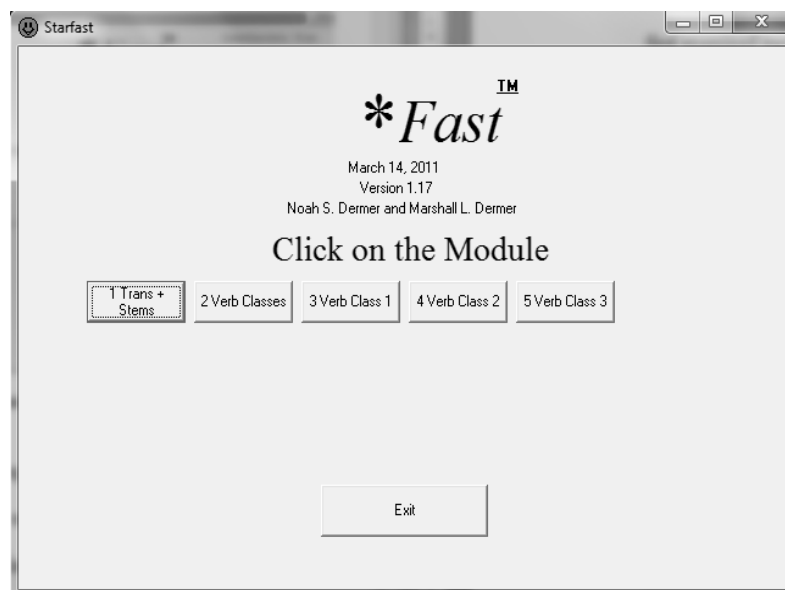 Starfast
TM
*Fast
March 14, 2011
Version 1.17
Noah S. Dermer and Marshall L. Dermer
Click on the Module
1 Trans +
Stems
2 Verb Classes
3 Verb Class 1
4 Verb Class 2
5 Verb Class 3
Exit